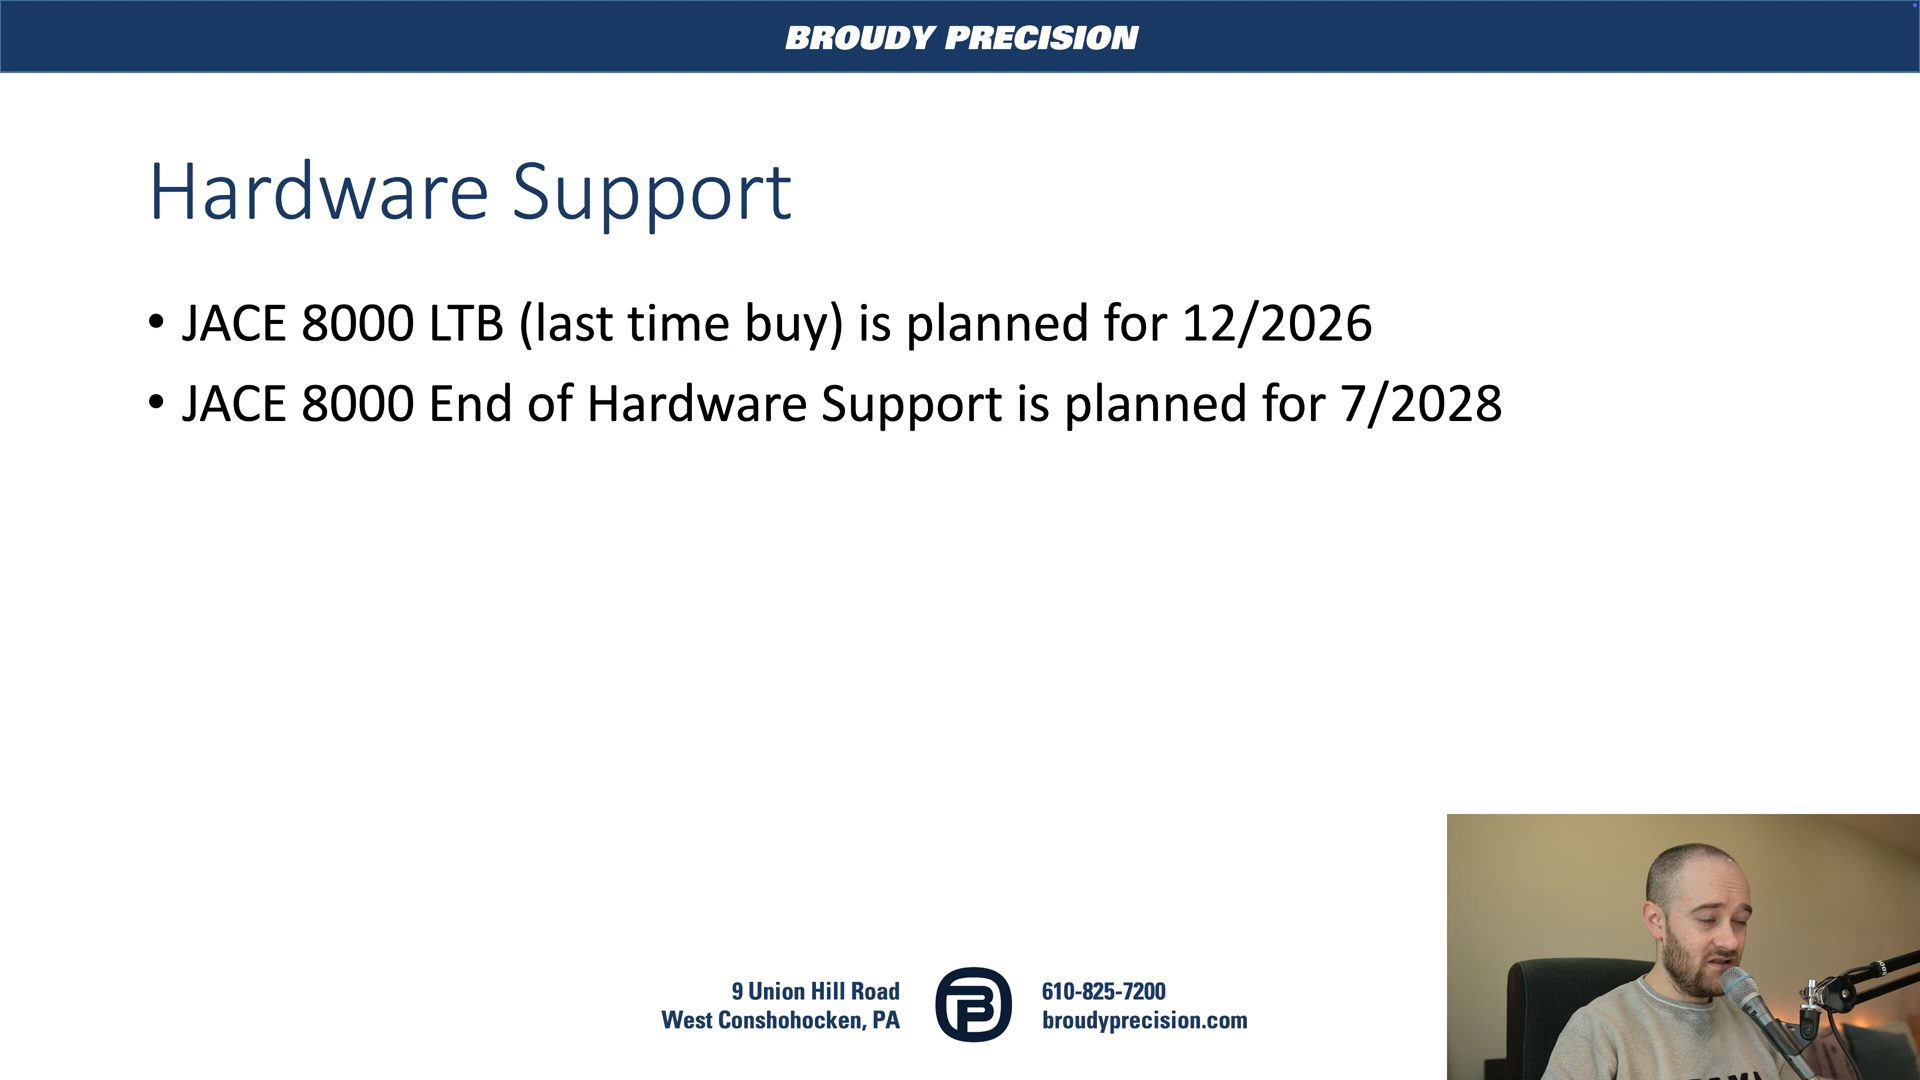 BROUDY PRECISION
Hardware Support
• JACE 8000 LTB (last time buy) is planned for 12/2026
• JACE 8000 End of Hardware Support is planned for 7/2028
9 Union Hill Road
West Conshohocken, PA
610-825-7200
broudyprecision.com